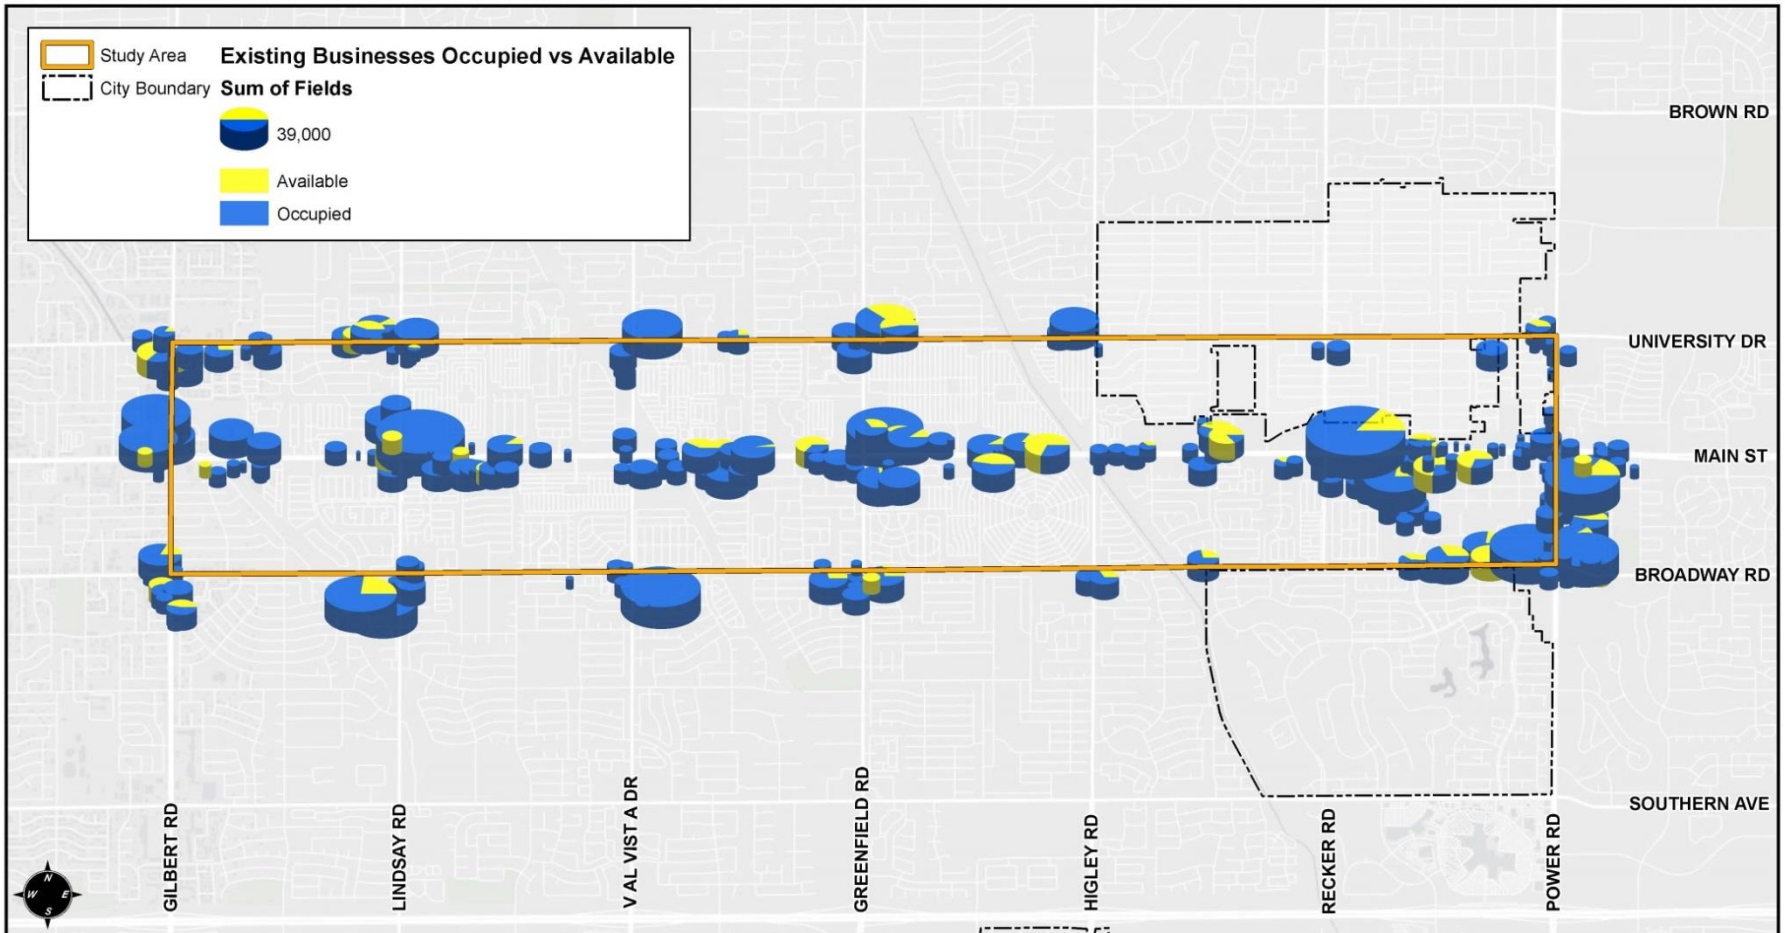 Study Area
City Boundary
Existing Businesses Occupied vs Available
Sum of Fields
39,000
Available
Occupied
BROWN RD
UNIVERSITY DR
MAIN ST
BROADWAY RD
SOUTHERN AVE
GILBERT RD
LINDSAY RD
V AL VIST A DR
GREENFIELD RD
HIGLEY RD
RECKER RD
POWER RD
N
W E
S